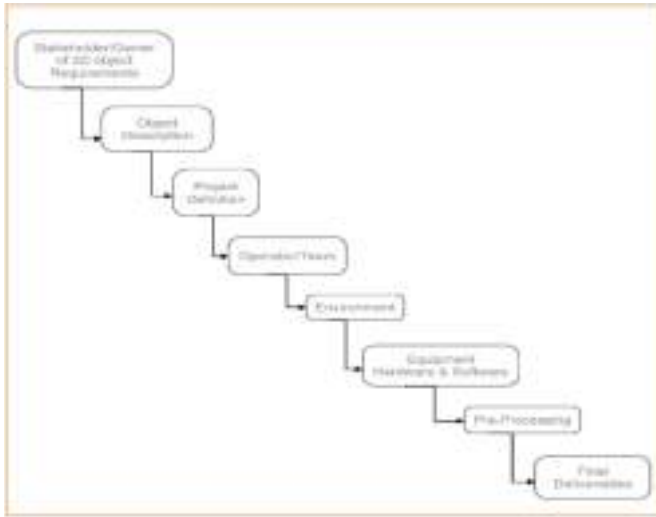 Stakeholder/Owner
of 3D object
Requirements
Object
Description
Project
Definition
Operator/Team
Environment
Equipment
Hardware & Software
Pre-Processing
Final
Deliverables